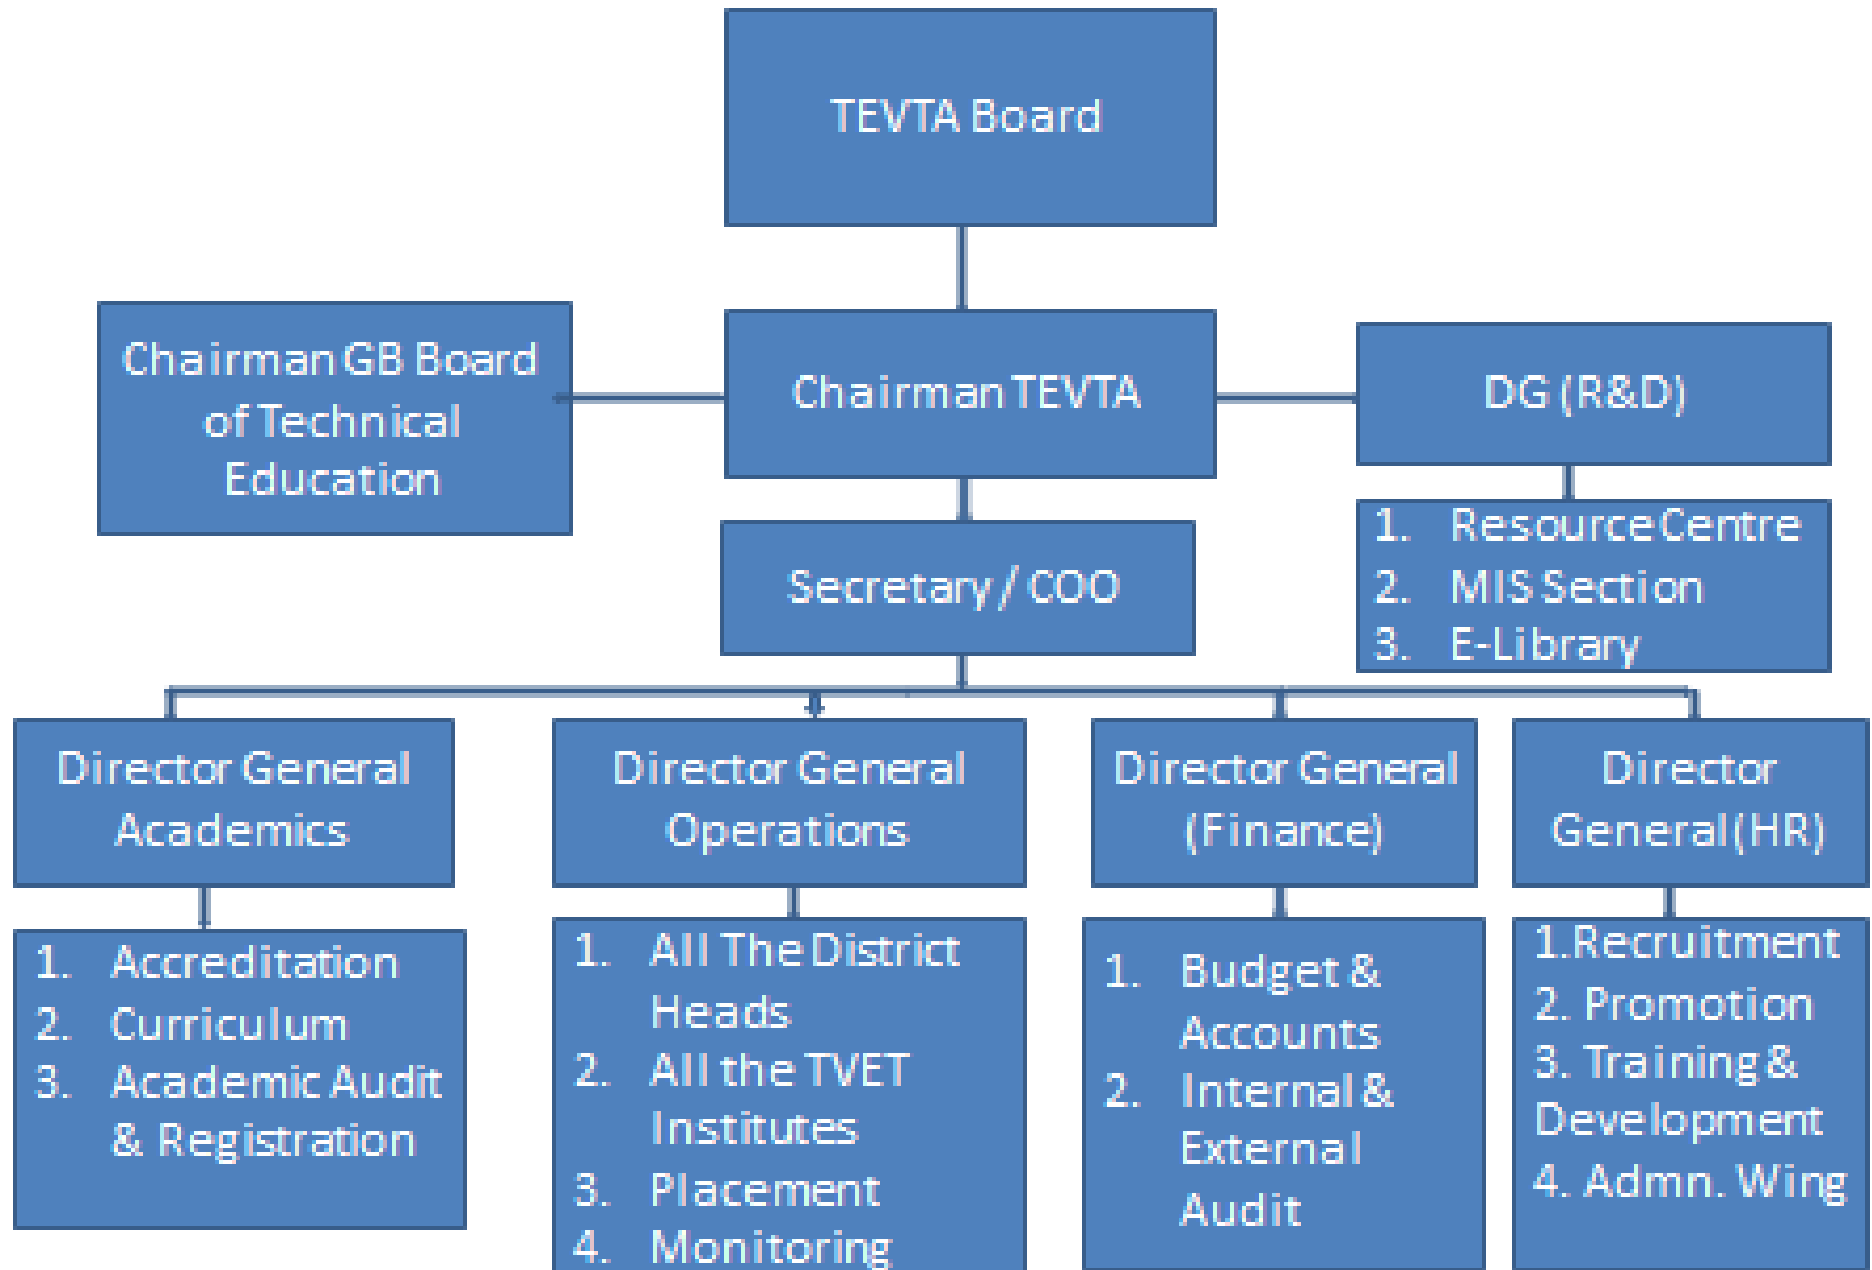 TEVTA Board
Chairman GB Board
of Technical
Education
Chairman TEVTA
DG (R&D)
1. Resource Centre
2. MIS Section
3. E-Library
Secretary / COO
Director General
Academics
Director General
Operations
Director General
(Finance)
Director
General (HR)
1. Accreditation
2. Curriculum
3. Academic Audit
& Registration
1. All The District
Heads
2. All the TVET
Institutes
3. Placement
4. Monitoring
1. Budget &
Accounts
2. Internal &
External
Audit
1.Recruitment
2. Promotion
3. Training &
Development
4. Admn. Wing